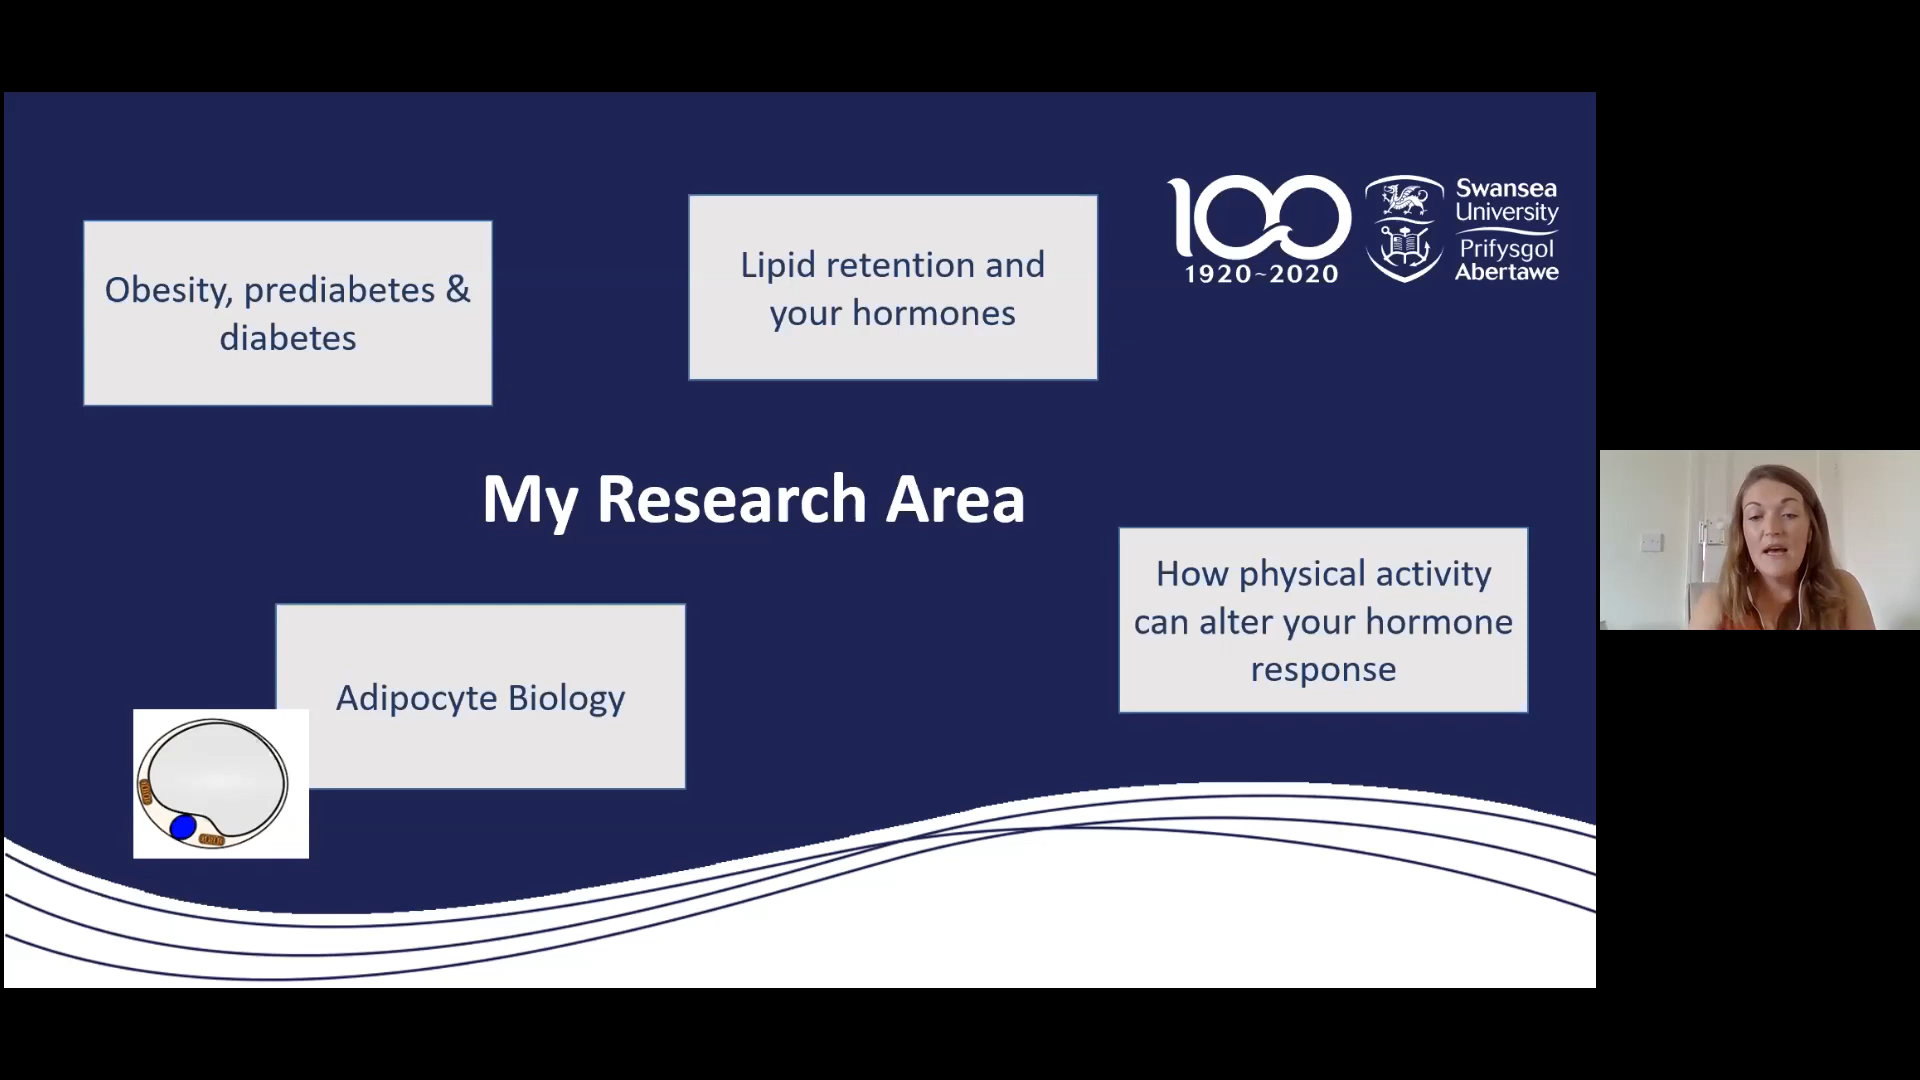 Obesity, prediabetes &
diabetes
Lipid retention and
your hormones
100
1920~2020
Swansea
University
Prifysgol
Abertawe
My Research Area
How physical activity
can alter your hormone
response
Adipocyte Biology